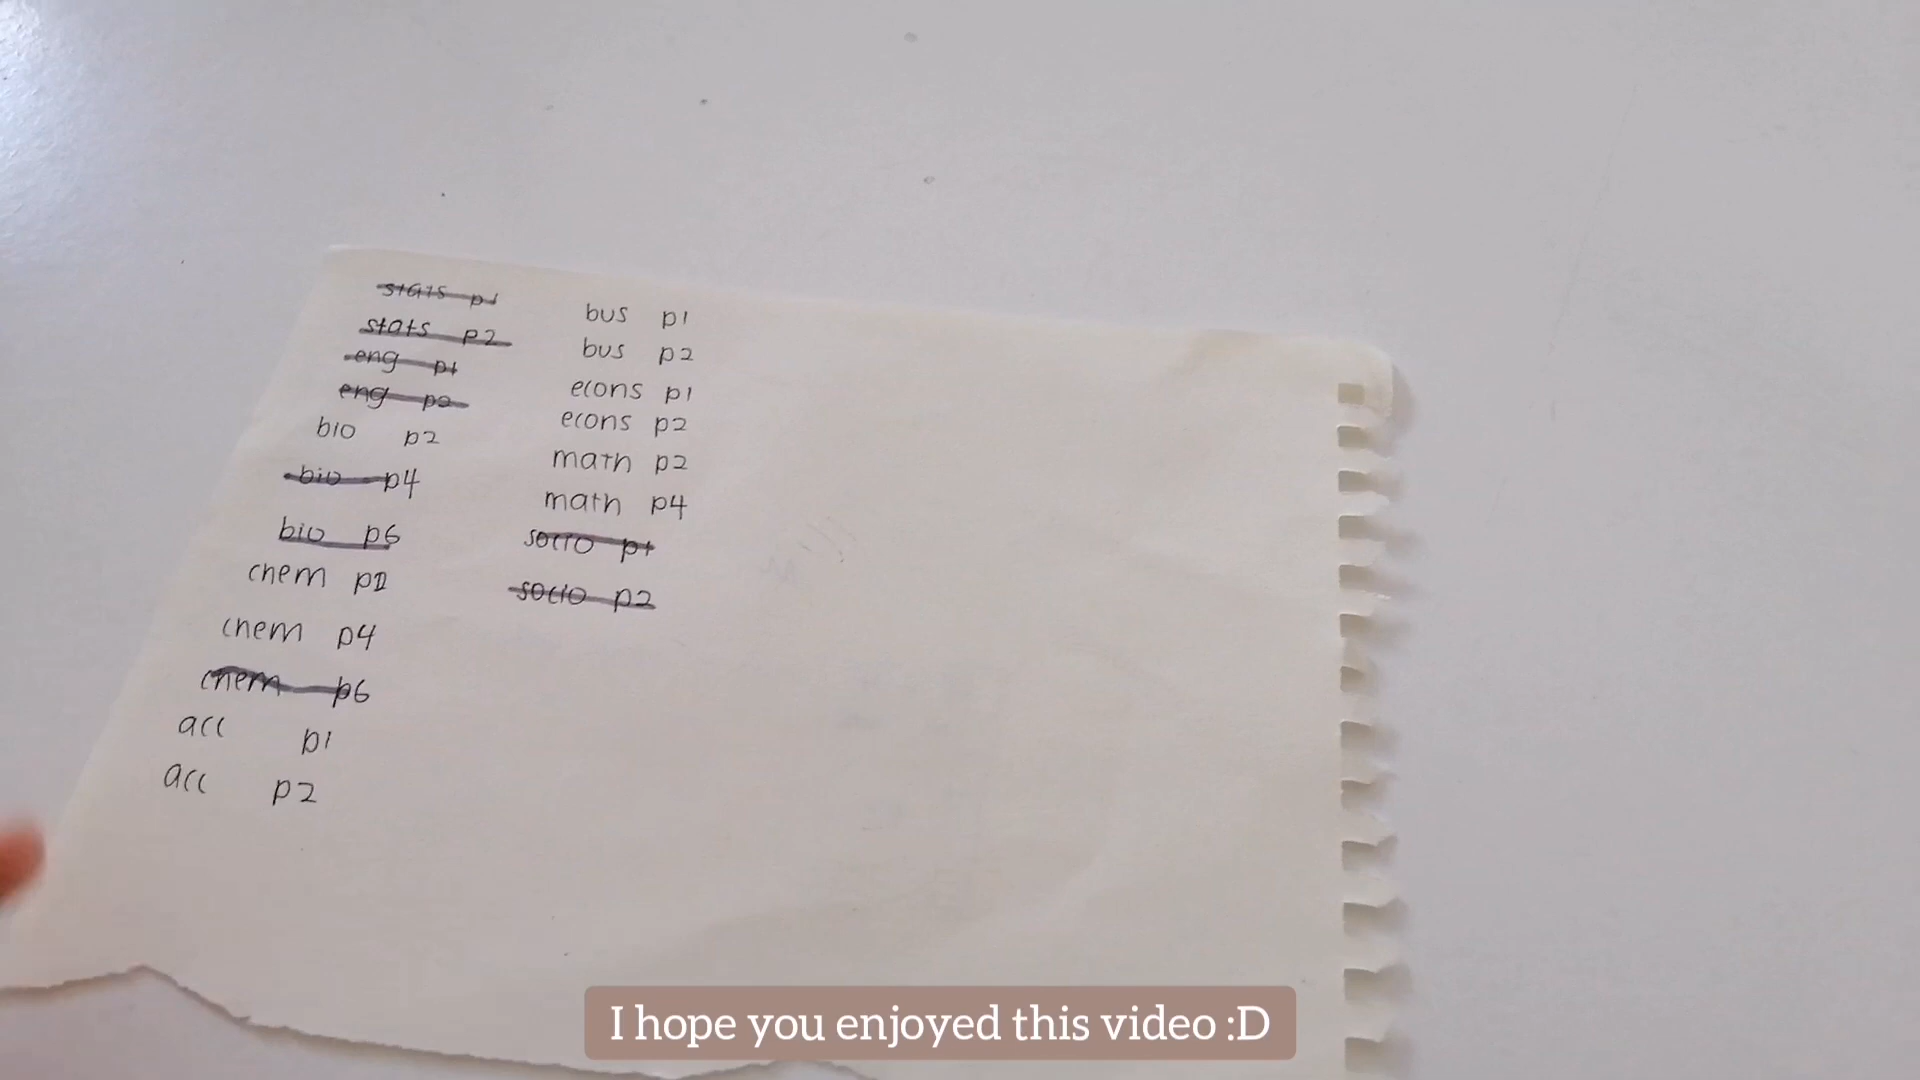 stats p1
stats p2
eng p1
eng p2
bio p2
bio p4
bio p6
chem p2
chem p4
chem p6
acc p1
acc p2
bus p1
bus p2
econs p1
econs p2
math p2
math p4
socio p1
socio p2
I hope you enjoyed this video :D